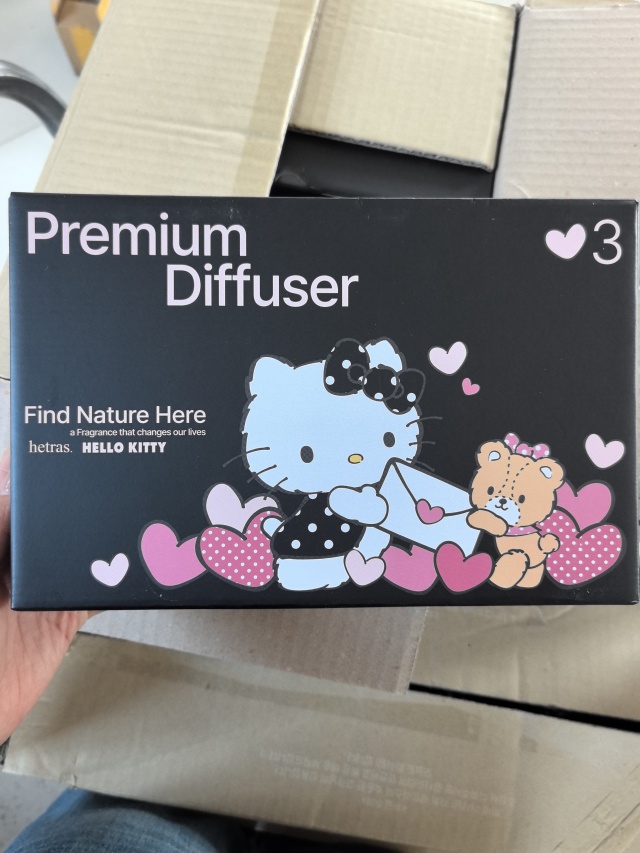 Premium
Diffuser
3
Find Nature Here
a Fragrance that changes our lives
hetras. HELLO KITTY